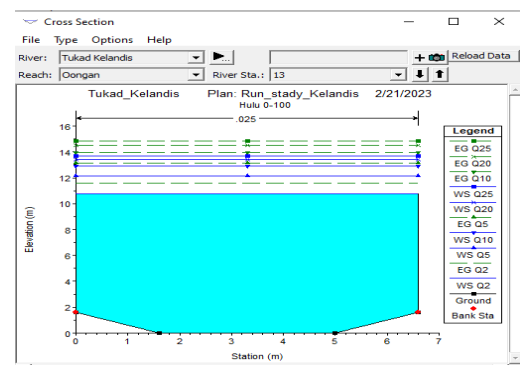 Cross Section
File Type Options Help
River: Tukad Kelandis Reload Data
Reach: Oongan River Sta.: 13
Tukad_Kelandis Plan: Run_stady_Kelandis 2/21/2023
Hulu 0-100
.025
Elevation (m)
16
14
12
10
8
6
4
2
0
0 1 2 3 4 5 6 7
Station (m)
Legend
EG Q25
EG Q20
EG Q10
WS Q25
WS Q20
EG Q5
WS Q10
WS Q5
EG Q2
WS Q2
Ground
Bank Sta